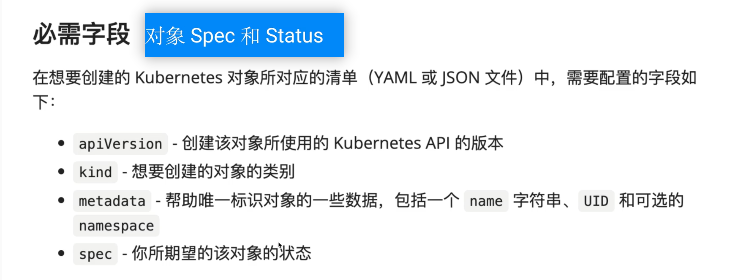 必需字段 对象 Spec 和 Status
在想要创建的 Kubernetes 对象所对应的清单（YAML 或 JSON 文件）中，需要配置的字段如
下：
• apiVersion - 创建该对象所使用的 Kubernetes API 的版本
• kind - 想要创建的对象的类别
• metadata - 帮助唯一标识对象的一些数据，包括一个 name 字符串、UID 和可选的
namespace
• spec - 你所期望的该对象的状态